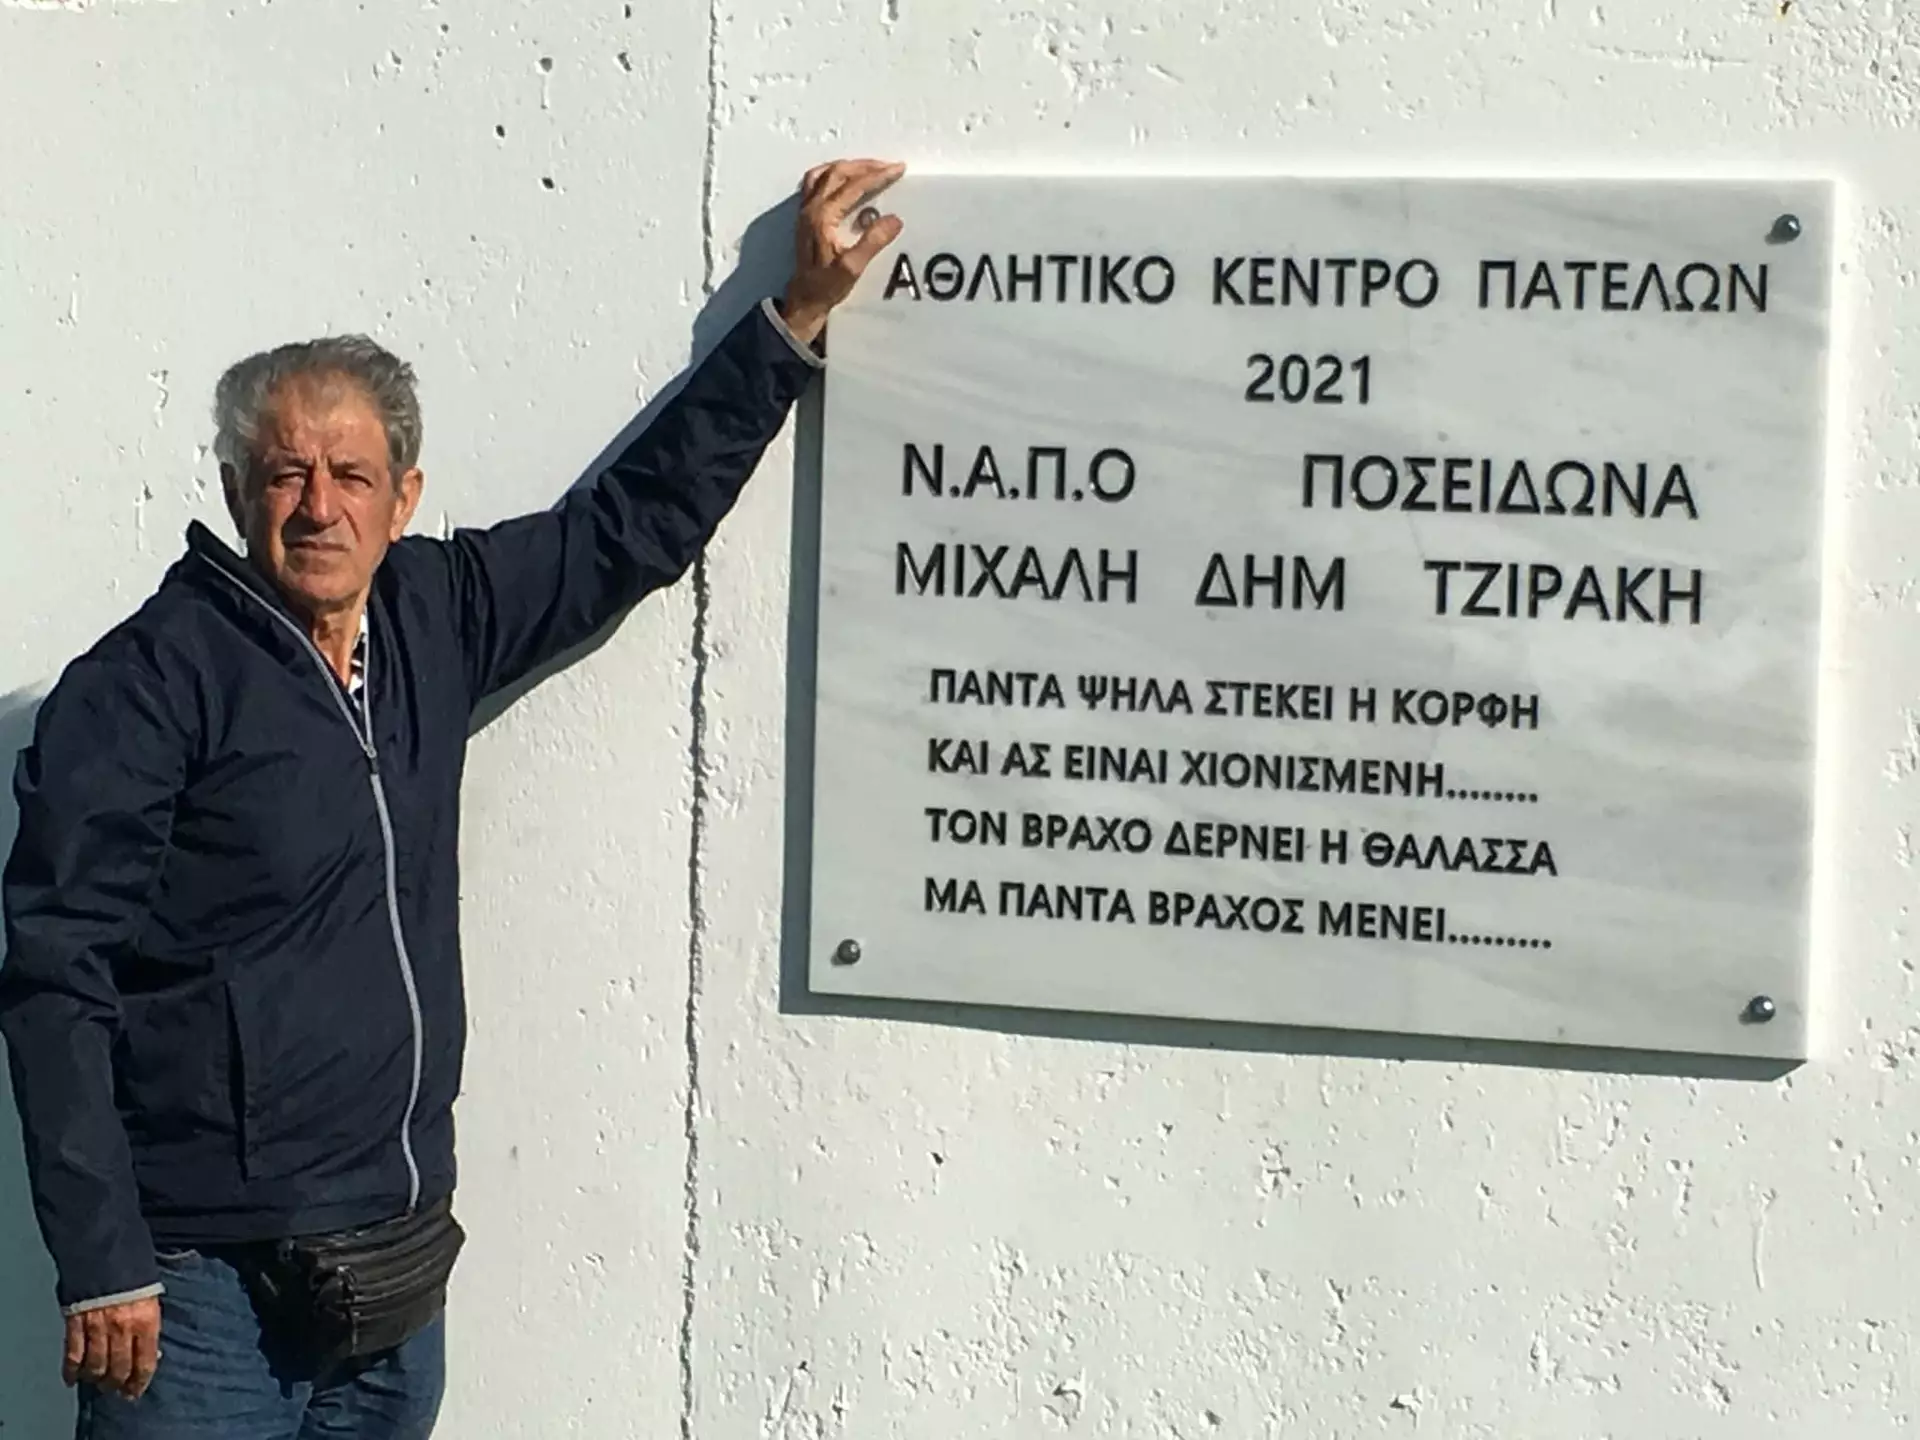 ΑΘΛΗΤΙΚΟ ΚΕΝΤΡΟ ΠΑΤΕΛΩΝ
2021
Ν.Α.Π.Ο ΠΟΣΕΙΔΩΝΑ
ΜΙΧΑΛΗ ΔΗΜ ΤΖΙΡΑΚΗ
ΠΑΝΤΑ ΨΗΛΑ ΣΤΕΚΕΙ Η ΚΟΡΦΗ
ΚΑΙ ΑΣ ΕΙΝΑΙ ΧΙΟΝΙΣΜΕΝΗ........
ΤΟΝ ΒΡΑΧΟ ΔΕΡΝΕΙ Η ΘΑΛΑΣΣΑ
ΜΑ ΠΑΝΤΑ ΒΡΑΧΟΣ ΜΕΝΕΙ.........